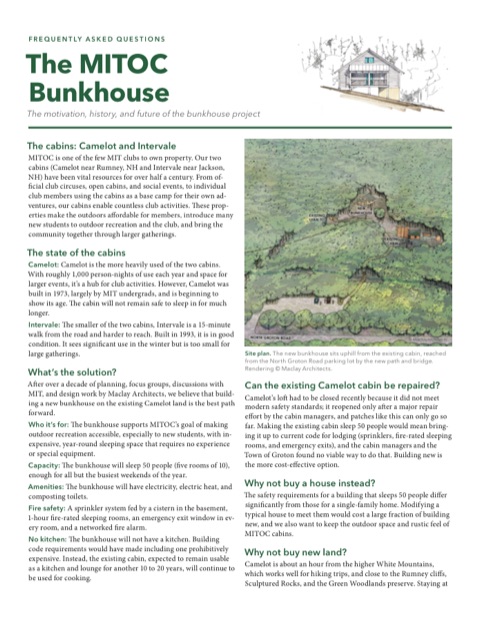 FREQUENTLY ASKED QUESTIONS
The MITOC
Bunkhouse
The motivation, history, and future of the bunkhouse project
The cabins: Camelot and Intervale
MITOC is one of the few MIT clubs to own property. Our two
cabins (Camelot near Rumney, NH and Intervale near Jackson,
NH) have been vital resources for over half a century. From of-
ficial club circuses, open cabins, and social events, to individual
club members using the cabins as a base camp for their own ad-
ventures, our cabins enable countless club activities. These prop-
erties make the outdoors affordable for members, introduce many
new students to outdoor recreation and the club, and bring the
community together through larger gatherings.
The state of the cabins
Camelot: Camelot is the more heavily used of the two cabins.
With roughly 1,000 person-nights of use each year and space for
larger events, it's a hub for club activities. However, Camelot was
built in 1973, largely by MIT undergrads, and is beginning to
show its age. The cabin will not remain safe to sleep in for much
longer.
Intervale: The smaller of the two cabins, Intervale is a 15-minute
walk from the road and harder to reach. Built in 1993, it is in good
condition. It sees significant use in the winter but is too small for
large gatherings.
What's the solution?
After over a decade of planning, focus groups, discussions with
MIT, and design work by Maclay Architects, we believe that build-
ing a new bunkhouse on the existing Camelot land is the best path
forward.
Who it's for: The bunkhouse supports MITOC's goal of making
outdoor recreation accessible, especially to new students, with in-
expensive, year-round sleeping space that requires no experience
or special equipment.
Capacity: The bunkhouse will sleep 50 people (five rooms of 10),
enough for all but the busiest weekends of the year.
Amenities: The bunkhouse will have electricity, electric heat, and
composting toilets.
Fire safety: A sprinkler system fed by a cistern in the basement,
1-hour fire-rated sleeping rooms, an emergency exit window in ev-
ery room, and a networked fire alarm.
No kitchen: The bunkhouse will not have a kitchen. Building
code requirements would have made including one prohibitively
expensive. Instead, the existing cabin, expected to remain usable
as a kitchen and lounge for another 10 to 20 years, will continue to
be used for cooking.
NORTH GROTON ROAD
Site plan. The new bunkhouse sits uphill from the existing cabin, reached
from the North Groton Road parking lot by the new path and bridge.
Rendering © Maclay Architects.
Can the existing Camelot cabin be repaired?
Camelot's loft had to be closed recently because it did not meet
modern safety standards; it reopened only after a major repair
effort by the cabin managers, and patches like this can only go so
far. Making the existing cabin sleep 50 people would mean bring-
ing it up to current code for lodging (sprinklers, fire-rated sleeping
rooms, and emergency exits), and the cabin managers and the
Town of Groton found no viable way to do that. Building new is
the more cost-effective option.
Why not buy a house instead?
The safety requirements for a building that sleeps 50 people differ
significantly from those for a single-family home. Modifying a
typical house to meet them would cost a large fraction of building
new, and we also want to keep the outdoor space and rustic feel of
MITOC cabins.
Why not buy new land?
Camelot is about an hour from the higher White Mountains,
which works well for hiking trips, and close to the Rumney cliffs,
Sculptured Rocks, and the Green Woodlands preserve. Staying at